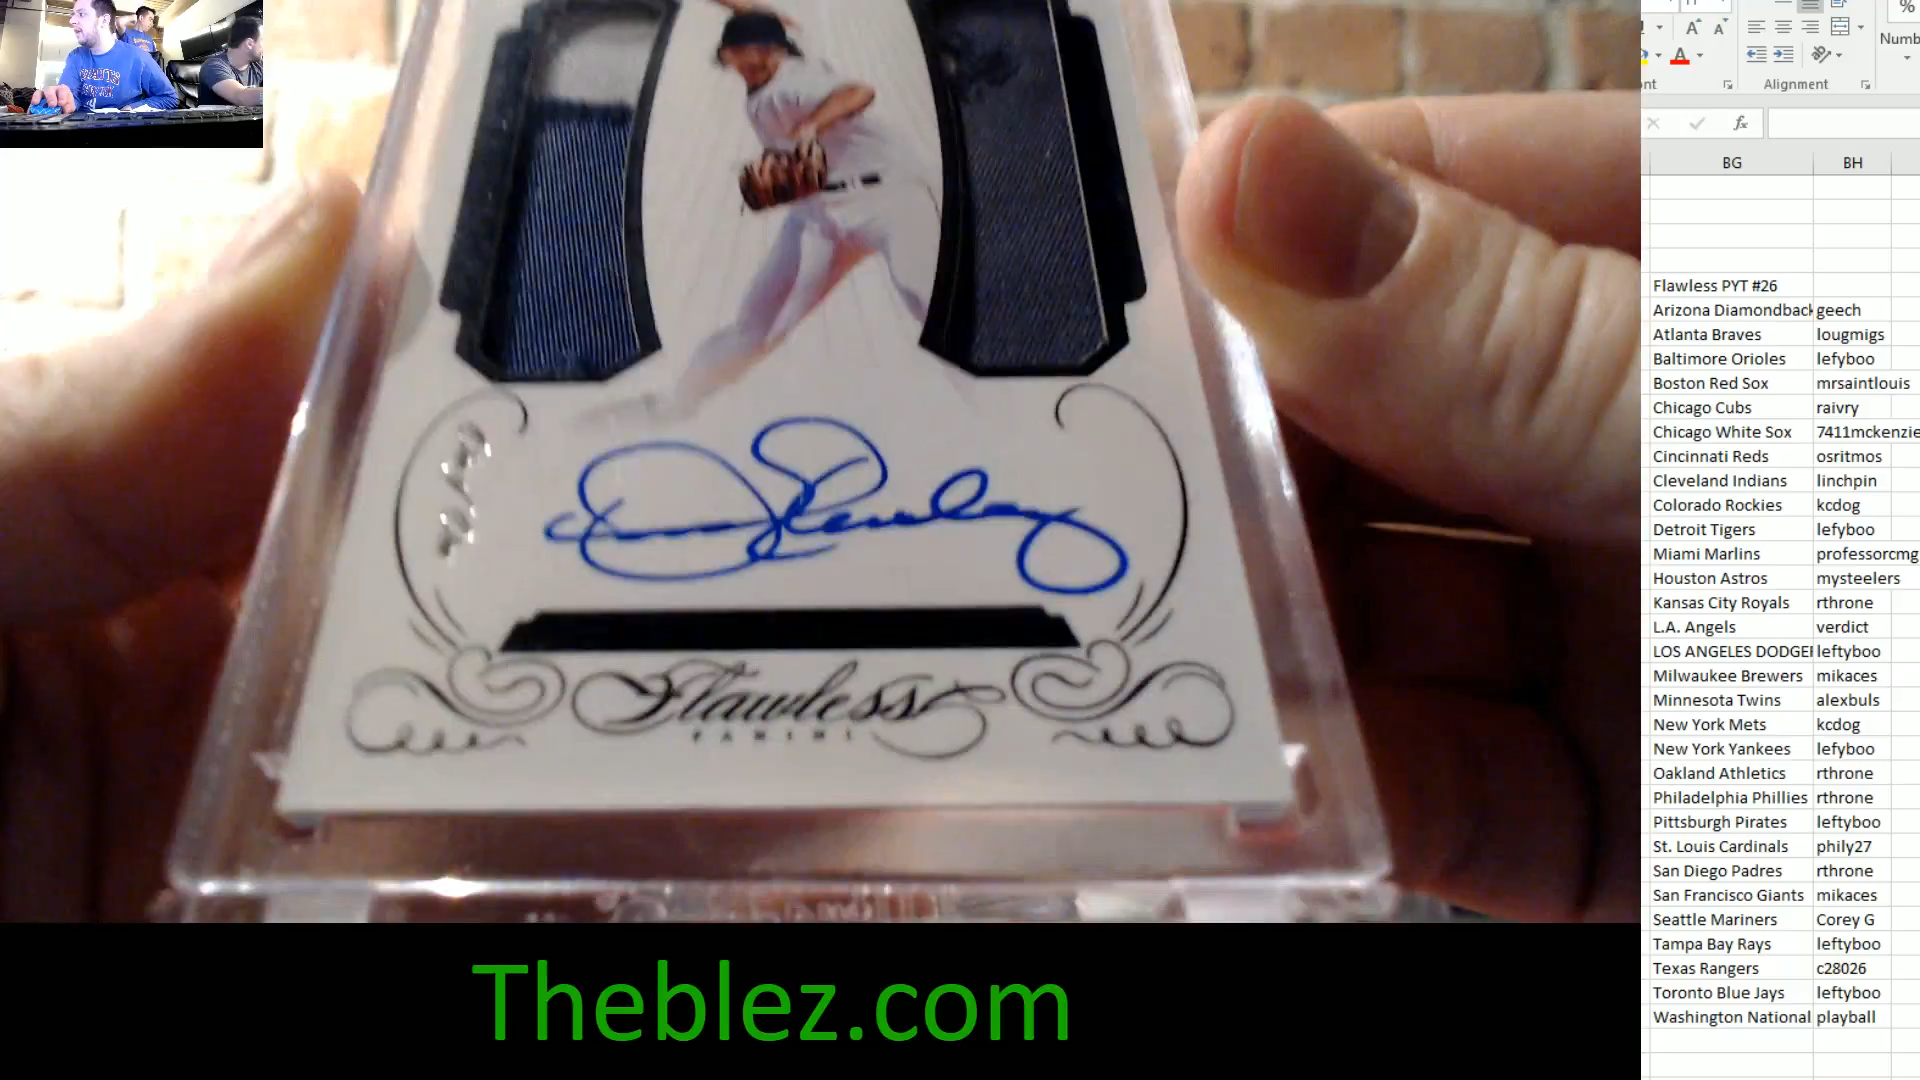 Flawless
PANINI
Theblez.com
%
Numb
nt
Alignment
fx
BG BH
Flawless PYT #26
Arizona Diamondback geech
Atlanta Braves lougmigs
Baltimore Orioles lefyboo
Boston Red Sox mrsaintlouis
Chicago Cubs raivry
Chicago White Sox 7411mckenzie
Cincinnati Reds osritmos
Cleveland Indians linchpin
Colorado Rockies kcdog
Detroit Tigers lefyboo
Miami Marlins professorcmg
Houston Astros mysteelers
Kansas City Royals rthrone
L.A. Angels verdict
LOS ANGELES DODGE leftyboo
Milwaukee Brewers mikaces
Minnesota Twins alexbuls
New York Mets kcdog
New York Yankees lefyboo
Oakland Athletics rthrone
Philadelphia Phillies rthrone
Pittsburgh Pirates leftyboo
St. Louis Cardinals phily27
San Diego Padres rthrone
San Francisco Giants mikaces
Seattle Mariners Corey G
Tampa Bay Rays leftyboo
Texas Rangers c28026
Toronto Blue Jays leftyboo
Washington National playball